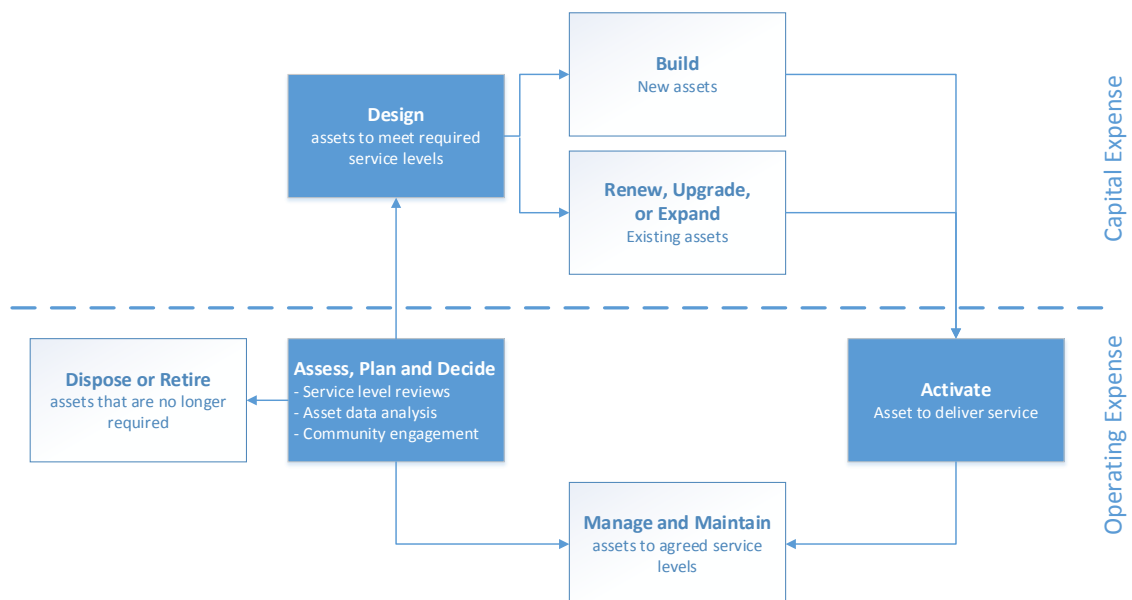 Build
New assets
Design
assets to meet required
service levels
Renew, Upgrade,
or Expand
Existing assets
Capital Expense
Dispose or Retire
assets that are no longer
required
Assess, Plan and Decide
- Service level reviews
- Asset data analysis
- Community engagement
Activate
Asset to deliver service
Operating Expense
Manage and Maintain
assets to agreed service
levels